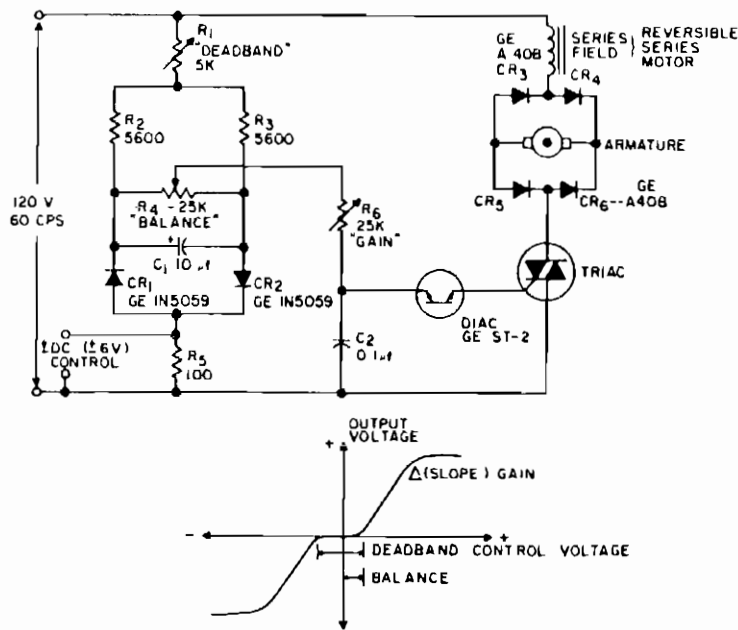 R1
"DEADBAND"
5K
R2
5600
R3
5600
R4 - 25K
"BALANCE"
C1 10 µf
+
CR1
GE IN5059
CR2
GE IN5059
120 V
60 CPS
±DC (±6V)
CONTROL
R5
100
R6
25K
"GAIN"
C2
0.1µf
DIAC
GE ST-2
TRIAC
GE
A 40B
CR3
CR4
SERIES
FIELD
REVERSIBLE
SERIES
MOTOR
ARMATURE
CR5
GE
CR6--A40B
OUTPUT
VOLTAGE
+
Δ(SLOPE) GAIN
-
+
DEADBAND CONTROL VOLTAGE
BALANCE